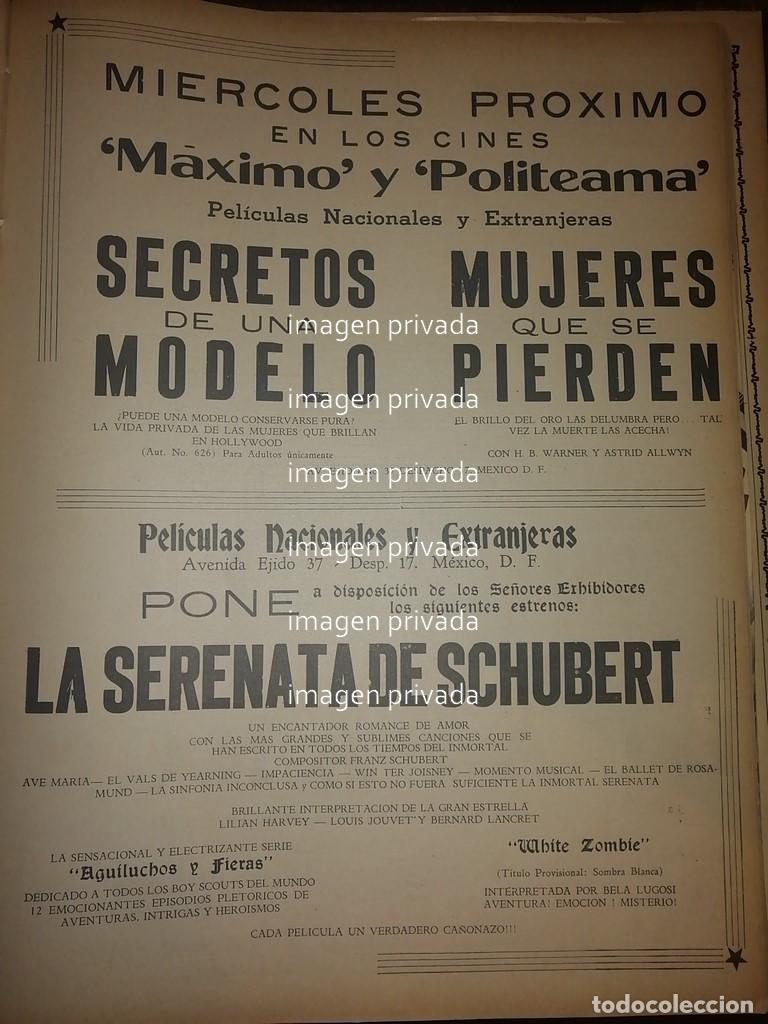 MIERCOLES PROXIMO
EN LOS CINES
‘Máximo’ y ‘Politeama’
Películas Nacionales y Extranjeras
SECRETOS
DE UNA
MODELO
¿PUEDE UNA MODELO CONSERVARSE PURA?
LA VIDA PRIVADA DE LAS MUJERES QUE BRILLAN
EN HOLLYWOOD
(Aut. No. 626) Para Adultos únicamente
MUJERES
QUE SE
PIERDEN
EL BRILLO DEL ORO LAS DELUMBRA PERO... TAL
VEZ LA MUERTE LAS ACECHA!
CON H. B. WARNER Y ASTRID ALLWYN
MEXICO D. F.
Películas Nacionales y Extranjeras
Avenida Ejido 37 - Desp. 17. México, D. F.
PONE a disposición de los Señores Exhibidores
los siguientes estrenos:
LA SERENATA DE SCHUBERT
UN ENCANTADOR ROMANCE DE AMOR
CON LAS MAS GRANDES Y SUBLIMES CANCIONES QUE SE
HAN ESCRITO EN TODOS LOS TIEMPOS DEL INMORTAL
COMPOSITOR FRANZ SCHUBERT
AVE MARIA — EL VALS DE YEARNING — IMPACIENCIA — WIN TER JOISNEY — MOMENTO MUSICAL — EL BALLET DE ROSA-
MUND — LA SINFONIA INCONCLUSA y COMO SI ESTO NO FUERA SUFICIENTE LA INMORTAL SERENATA
BRILLANTE INTERPRETACION DE LA GRAN ESTRELLA
LILIAN HARVEY — LOUIS JOUVET Y BERNARD LANCRET
LA SENSACIONAL Y ELECTRIZANTE SERIE
“Aguiluchos y Fieras”
DEDICADO A TODOS LOS BOY SCOUTS DEL MUNDO
12 EMOCIONANTES EPISODIOS PLETORICOS DE
AVENTURAS, INTRIGAS Y HEROISMOS
“White Zombie”
(Título Provisional: Sombra Blanca)
INTERPRETADA POR BELA LUGOSI
AVENTURA! EMOCION ! MISTERIO!
CADA PELICULA UN VERDADERO CAÑONAZO!!!
imagen privada
imagen privada
imagen privada
imagen privada
imagen privada
imagen privada
todocoleccion